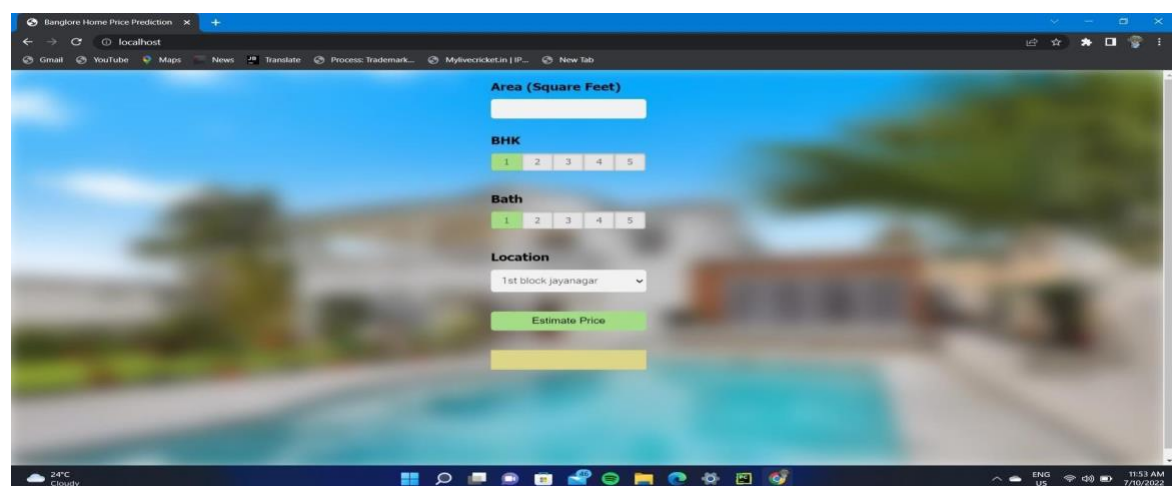 Banglore Home Price Prediction
localhost
Gmail YouTube Maps News Translate Process: Trademark... Mylivecricket.in | IP... New Tab
Area (Square Feet)
BHK
1 2 3 4 5
Bath
1 2 3 4 5
Location
1st block jayanagar
Estimate Price
24°C
Cloudy
ENG
US
11:53 AM
7/10/2022